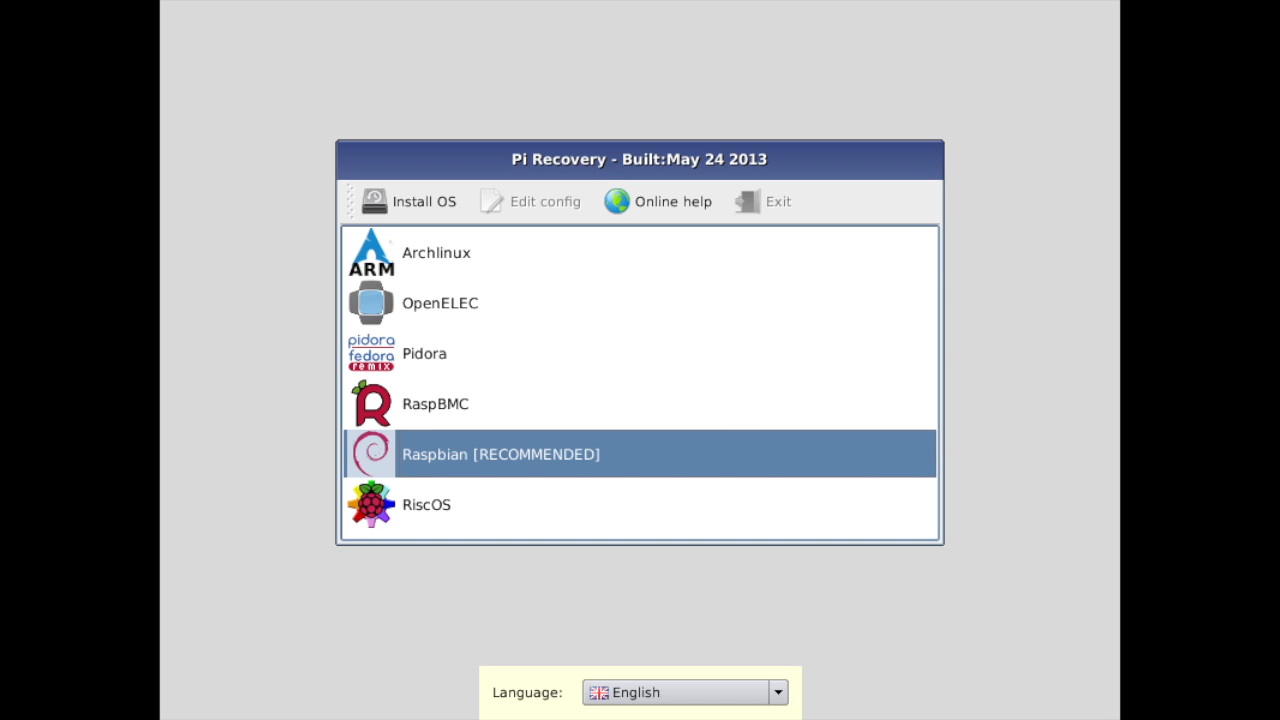 Pi Recovery - Built:May 24 2013
Install OS Edit config Online help Exit
ARM Archlinux
OpenELEC
pidora
fedora
remix
Pidora
RaspBMC
Raspbian [RECOMMENDED]
RiscOS
Language: English